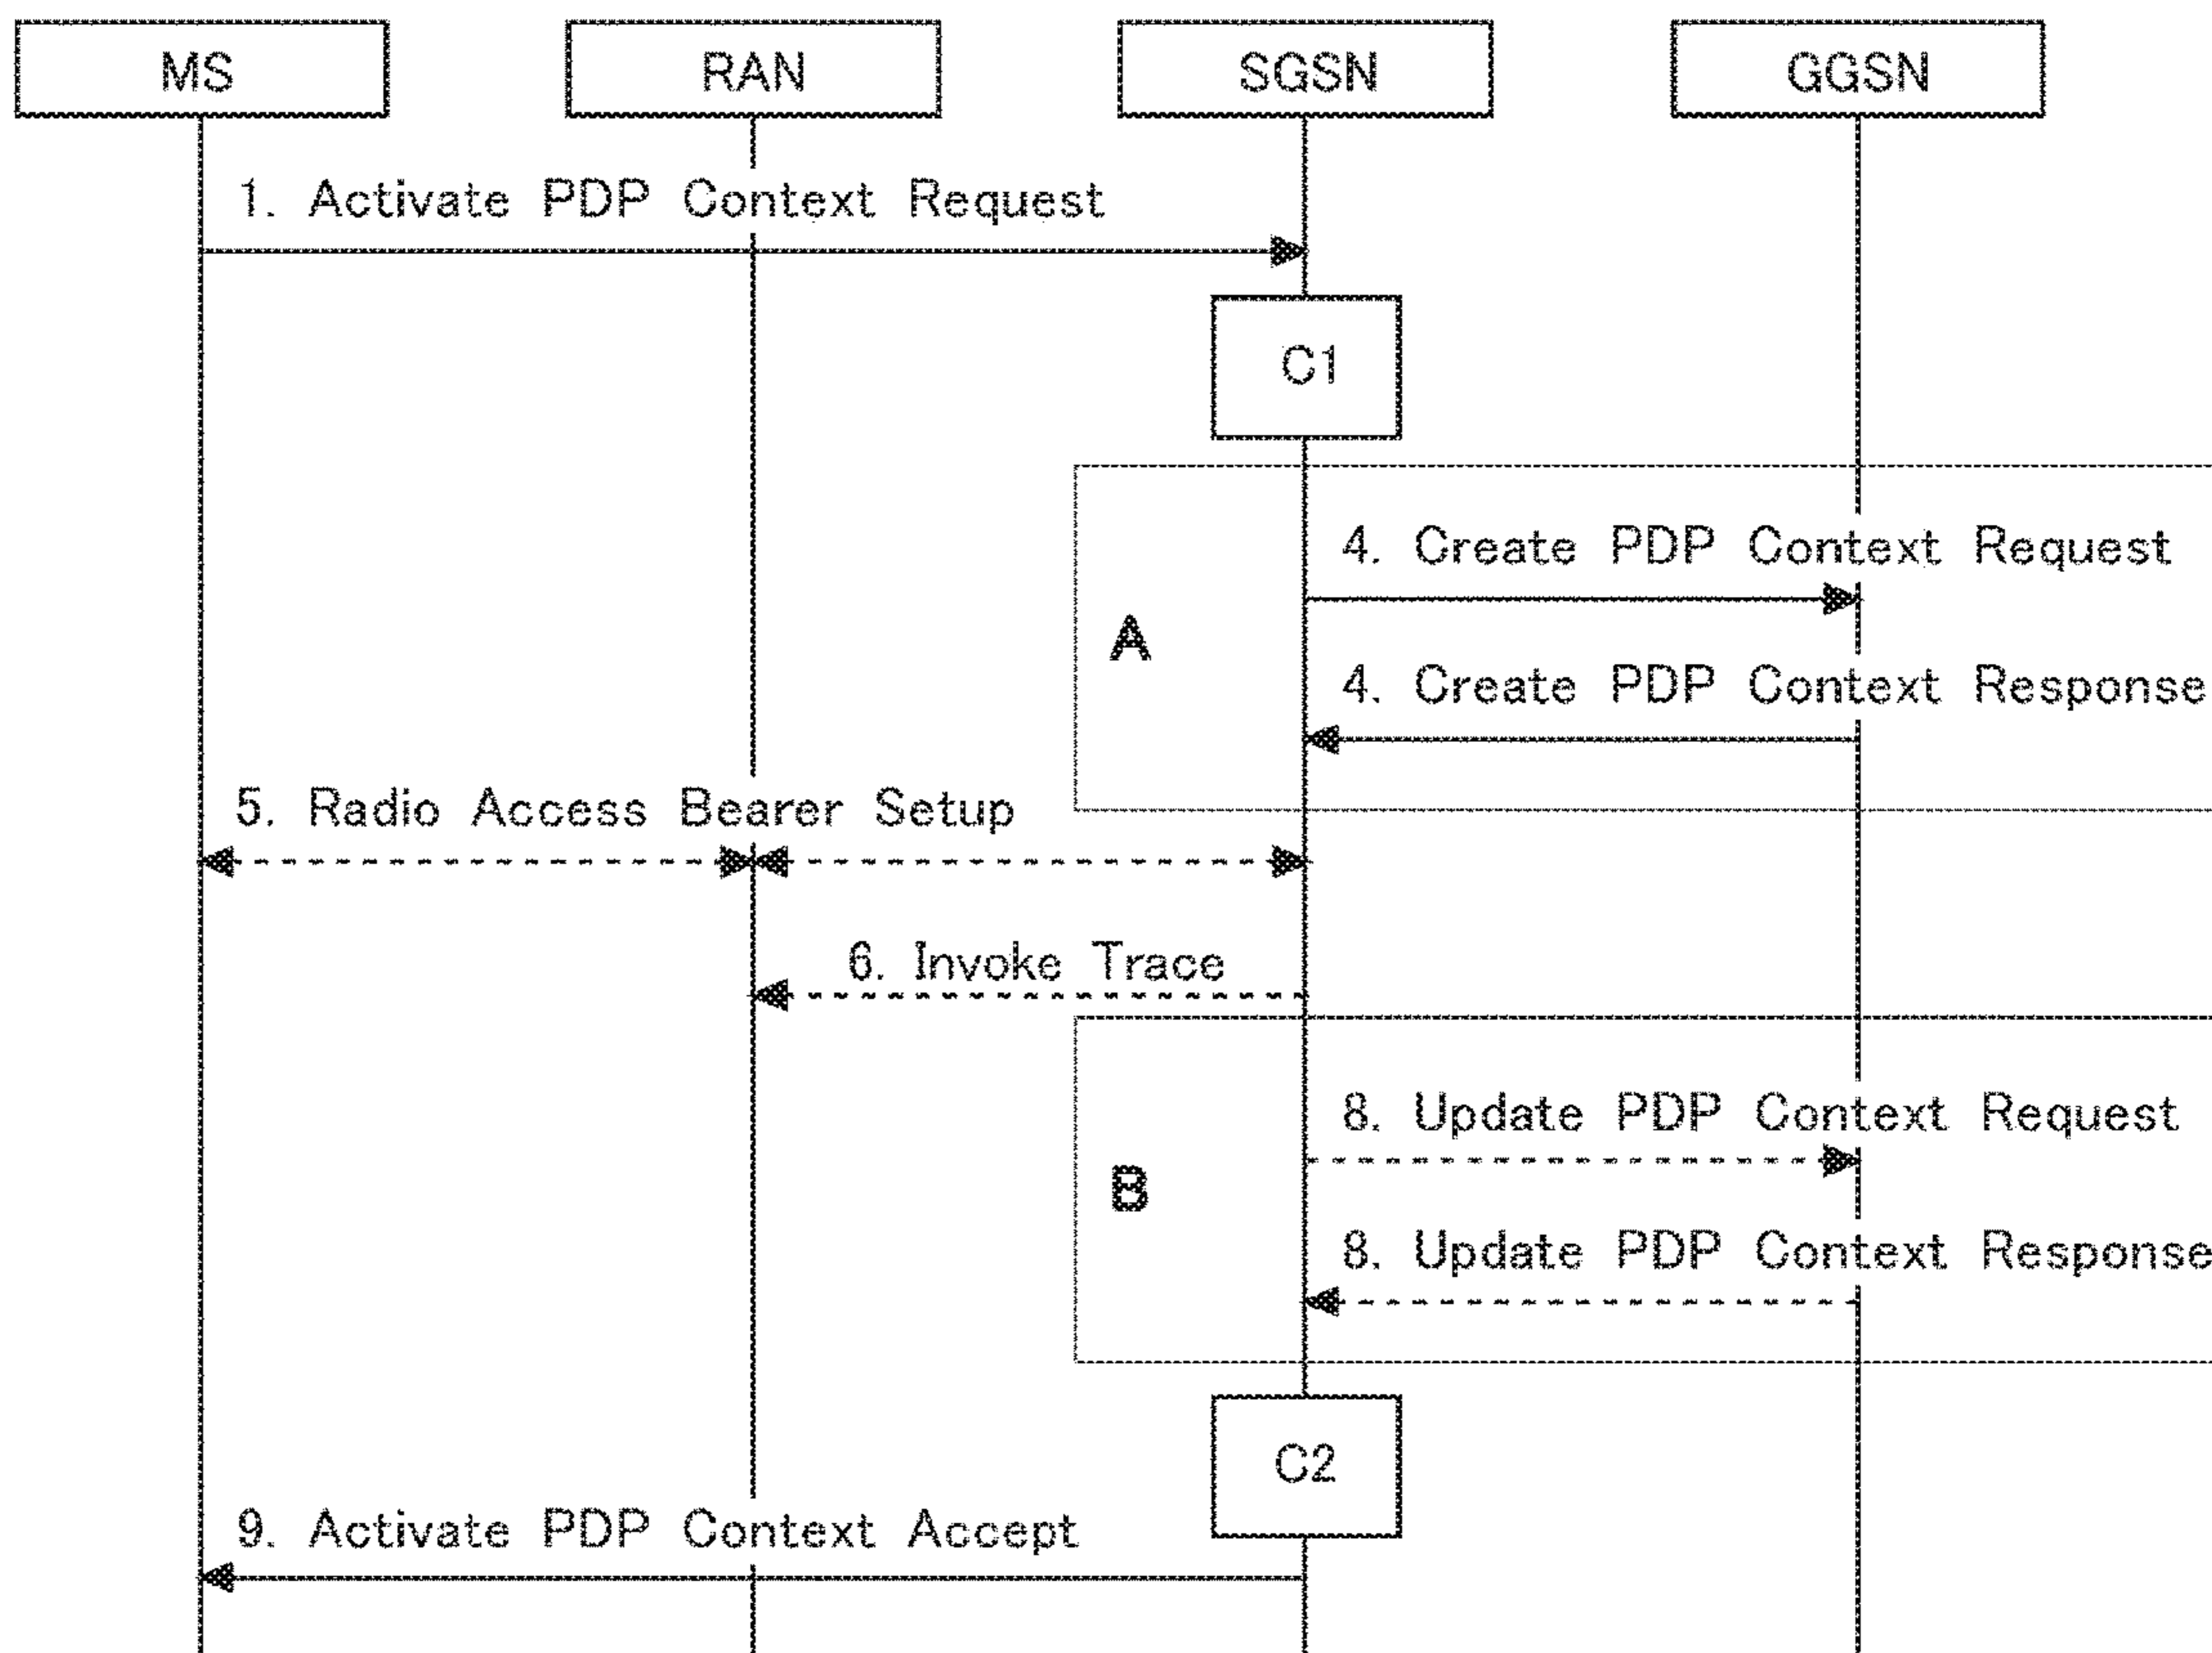 MS RAN SGSN GGSN
1. Activate PDP Context Request
C1
4. Create PDP Context Request
A
4. Create PDP Context Response
5. Radio Access Bearer Setup
6. Invoke Trace
8. Update PDP Context Request
B
8. Update PDP Context Response
C2
9. Activate PDP Context Accept